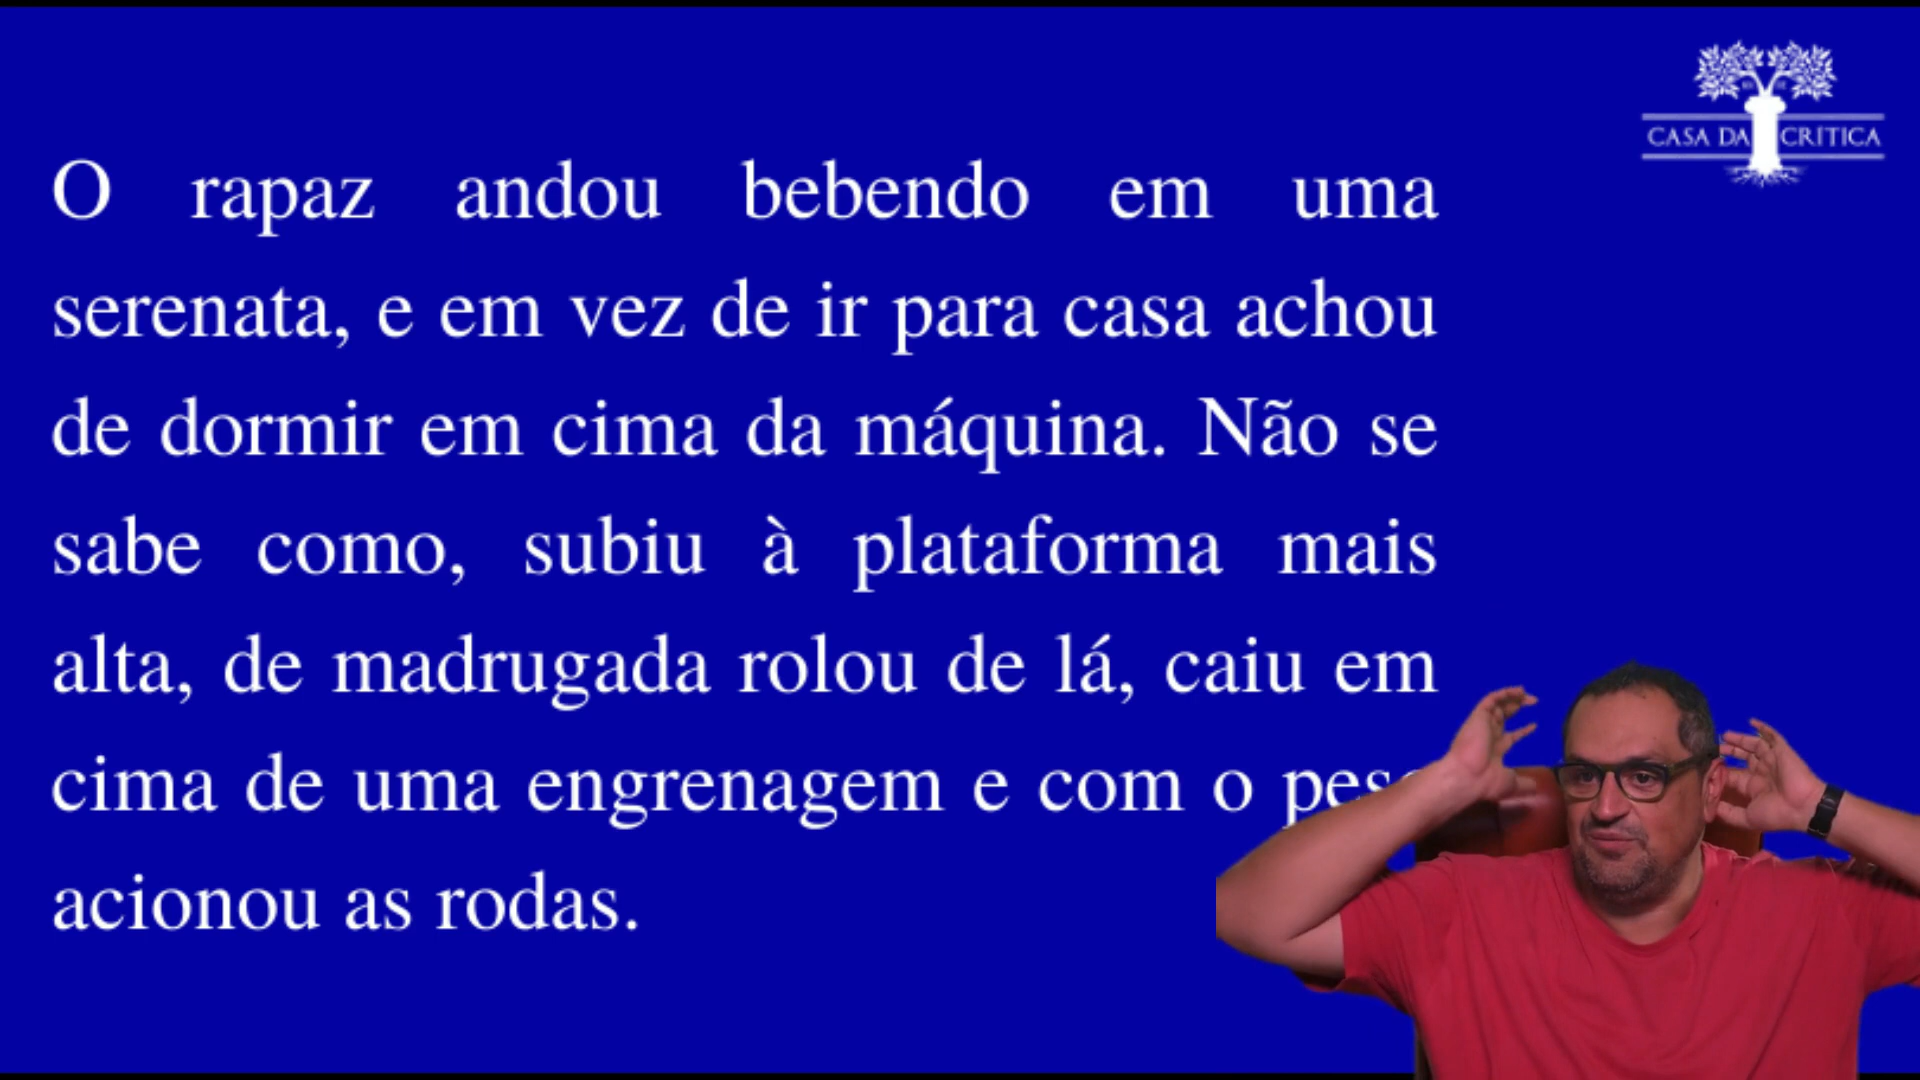 CASA DA CRÍTICA
O rapaz andou bebendo em uma
serenata, e em vez de ir para casa achou
de dormir em cima da máquina. Não se
sabe como, subiu à plataforma mais
alta, de madrugada rolou de lá, caiu em
cima de uma engrenagem e com o
acionou as rodas.